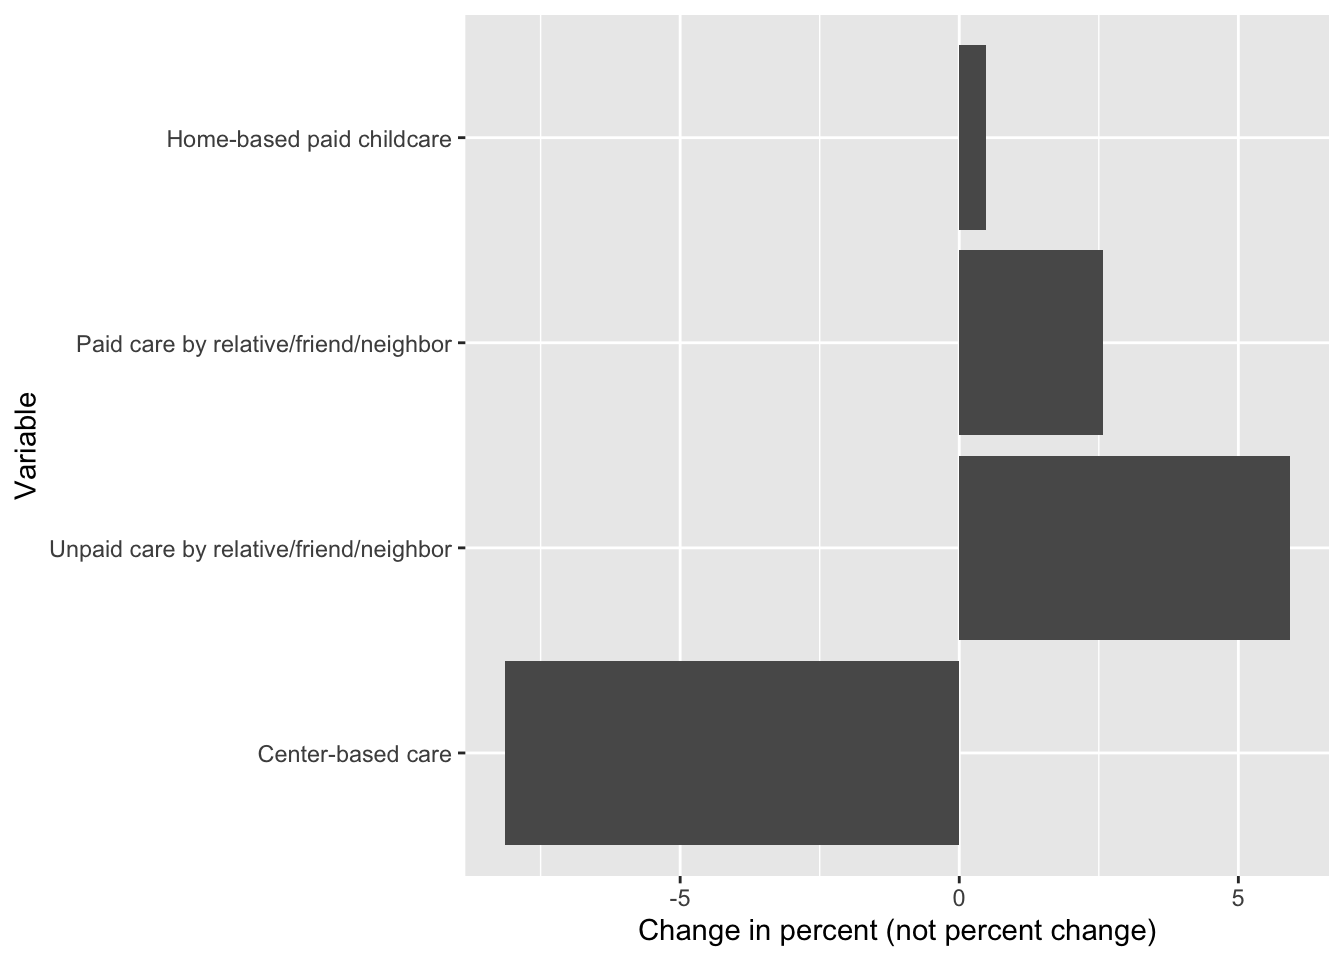 Variable
Home-based paid childcare
Paid care by relative/friend/neighbor
Unpaid care by relative/friend/neighbor
Center-based care
-5 0 5
Change in percent (not percent change)